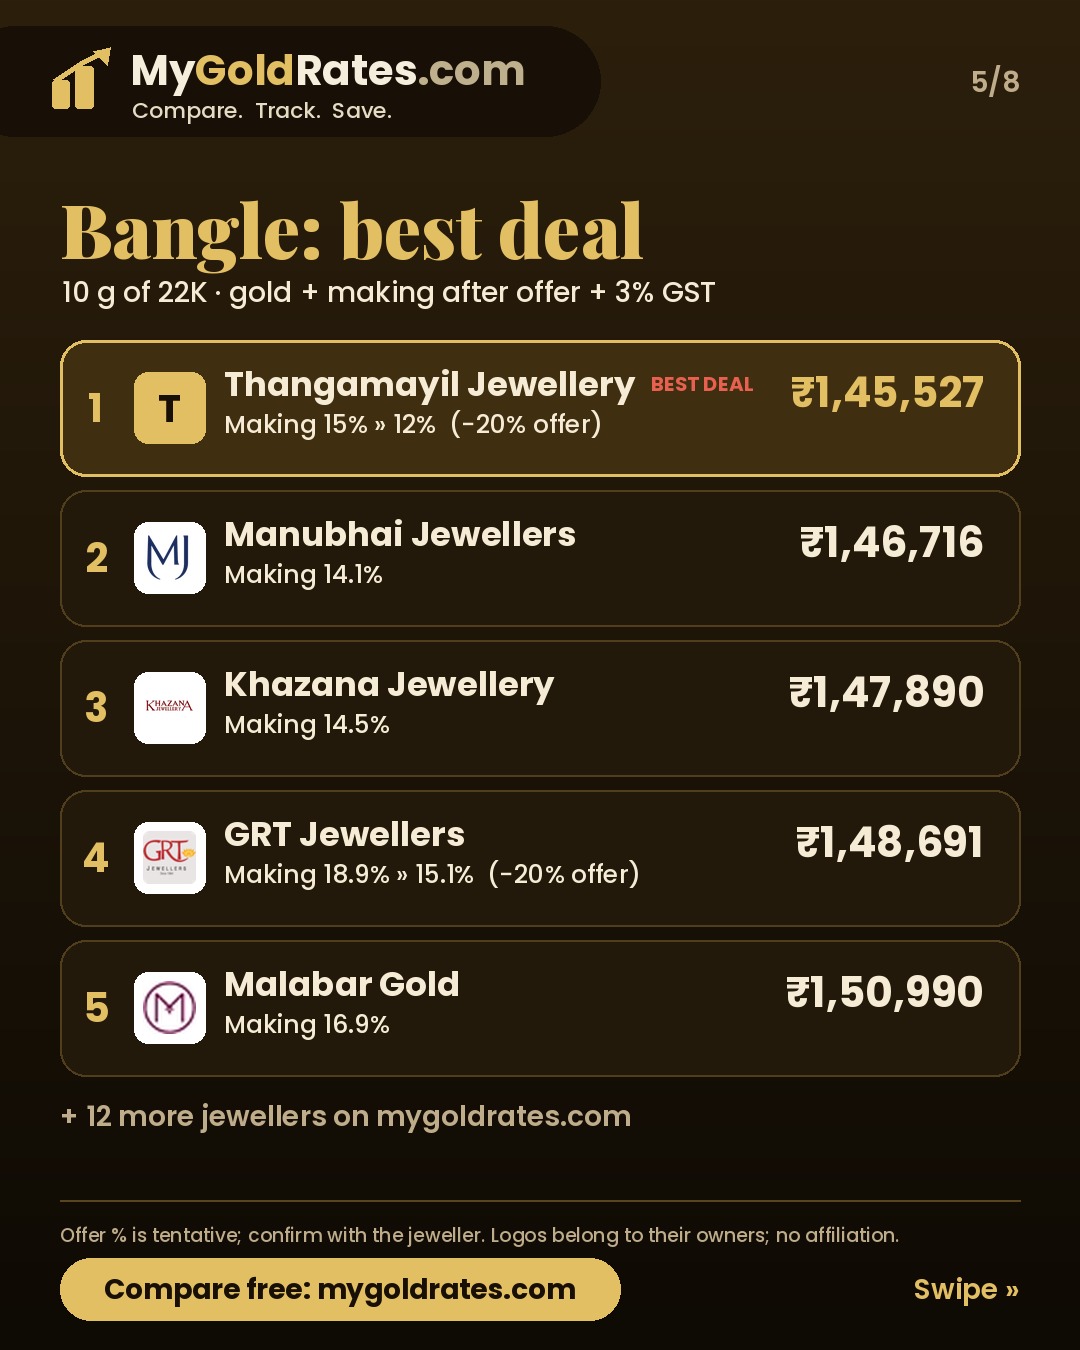 MyGoldRates.com
5/8
Compare. Track. Save.
Bangle: best deal
10 g of 22K · gold + making after offer + 3% GST
1
T
Thangamayil Jewellery BEST DEAL ₹1,45,527
Making 15% » 12% (-20% offer)
2
MJ
Manubhai Jewellers ₹1,46,716
Making 14.1%
3
KHAZANA
JEWELLERY
Khazana Jewellery ₹1,47,890
Making 14.5%
4
GRT
JEWELLERS
GRT Jewellers ₹1,48,691
Making 18.9% » 15.1% (-20% offer)
5
M
Malabar Gold ₹1,50,990
Making 16.9%
+ 12 more jewellers on mygoldrates.com
Offer % is tentative; confirm with the jeweller. Logos belong to their owners; no affiliation.
Compare free: mygoldrates.com
Swipe »